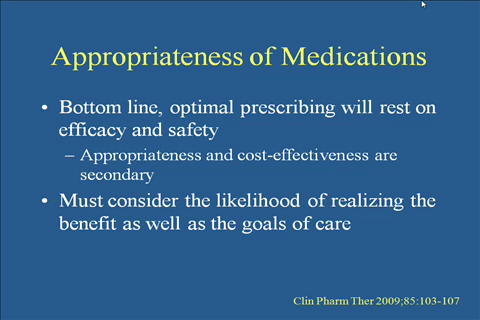 Appropriateness of Medications
• Bottom line, optimal prescribing will rest on
efficacy and safety
– Appropriateness and cost-effectiveness are
secondary
• Must consider the likelihood of realizing the
benefit as well as the goals of care
Clin Pharm Ther 2009;85:103-107